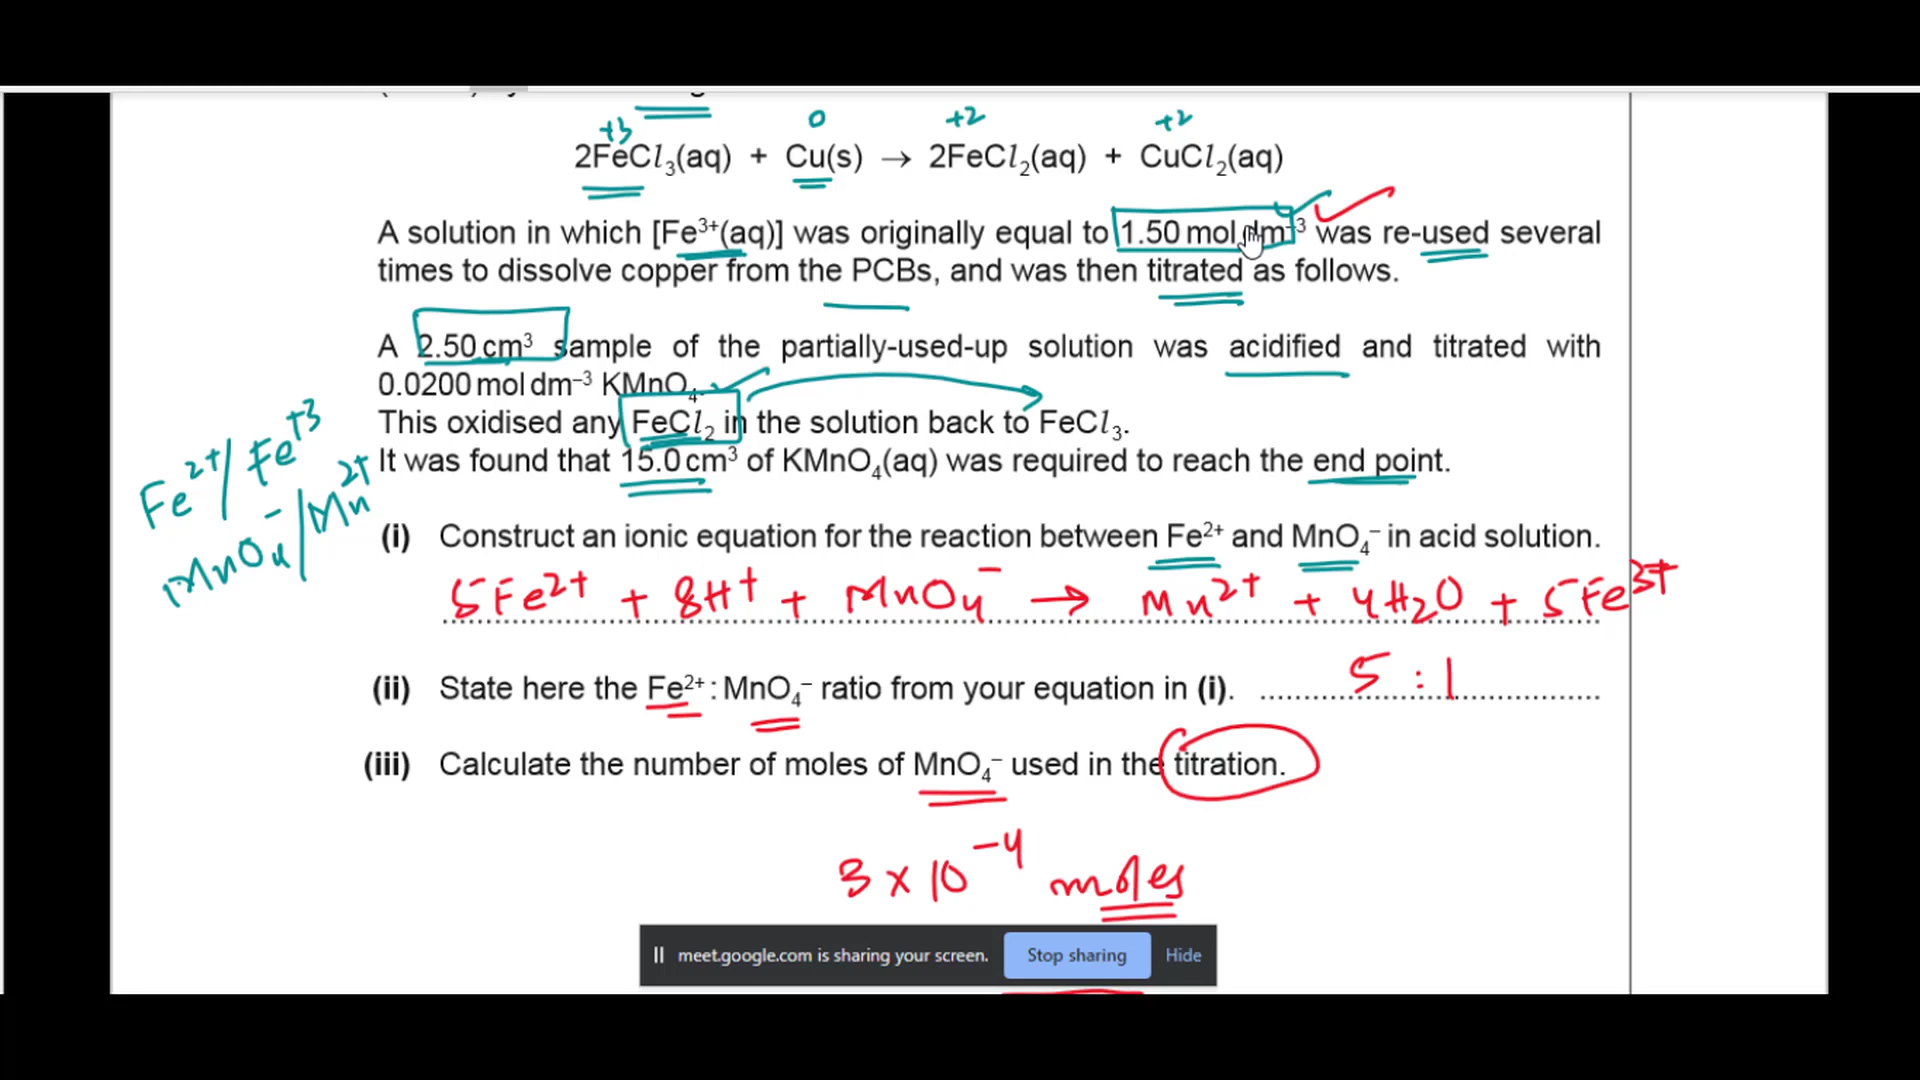 +3 0 +2 +2
2FeCl₃(aq) + Cu(s) → 2FeCl₂(aq) + CuCl₂(aq)
A solution in which [Fe³⁺(aq)] was originally equal to 1.50 mol dm⁻³ was re-used several
times to dissolve copper from the PCBs, and was then titrated as follows.
A 2.50 cm³ sample of the partially-used-up solution was acidified and titrated with
0.0200 mol dm⁻³ KMnO₄.
This oxidised any FeCl₂ in the solution back to FeCl₃.
It was found that 15.0 cm³ of KMnO₄(aq) was required to reach the end point.
Fe²⁺/Fe⁺³
MnO₄⁻/Mn²⁺
(i) Construct an ionic equation for the reaction between Fe²⁺ and MnO₄⁻ in acid solution.
5Fe²⁺ + 8H⁺ + MnO₄⁻ → Mn²⁺ + 4H₂O + 5Fe³⁺
(ii) State here the Fe²⁺ : MnO₄⁻ ratio from your equation in (i). 5 : 1
(iii) Calculate the number of moles of MnO₄⁻ used in the titration.
3 × 10⁻⁴ moles
meet.google.com is sharing your screen. Stop sharing Hide